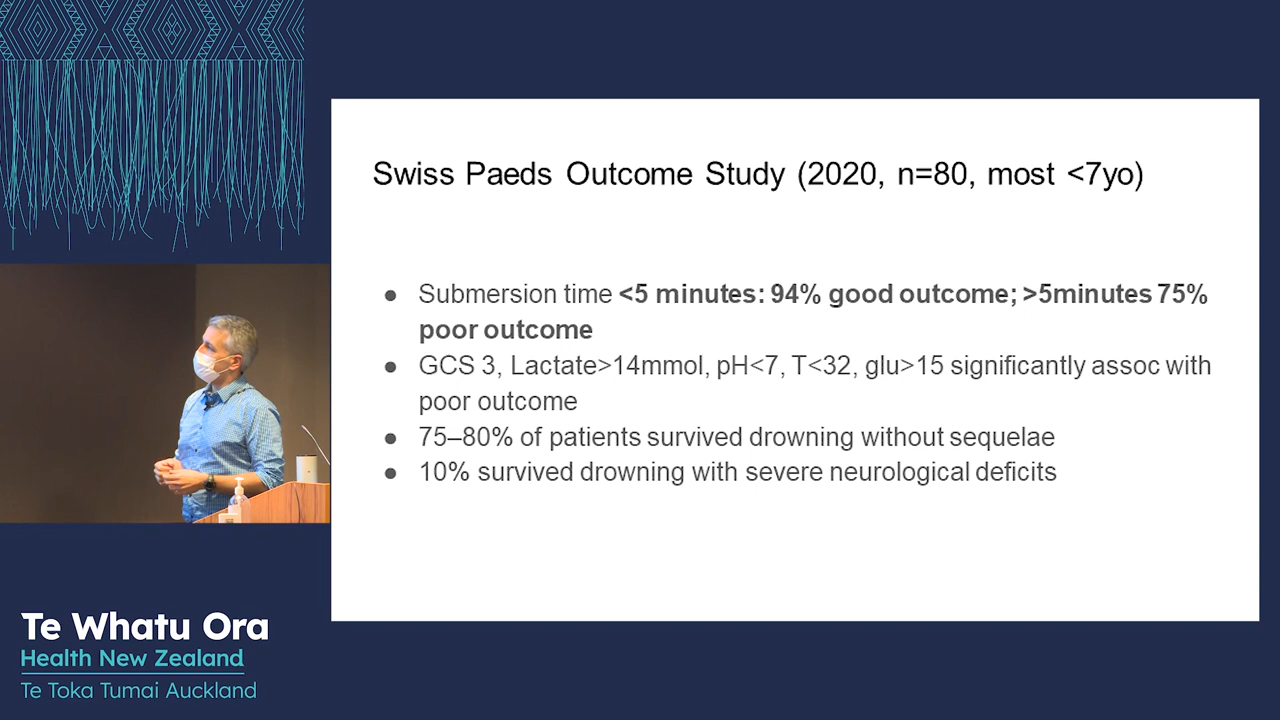 Swiss Paeds Outcome Study (2020, n=80, most <7yo)
● Submersion time <5 minutes: 94% good outcome; >5minutes 75%
poor outcome
● GCS 3, Lactate>14mmol, pH<7, T<32, glu>15 significantly assoc with
poor outcome
● 75–80% of patients survived drowning without sequelae
● 10% survived drowning with severe neurological deficits
Te Whatu Ora
Health New Zealand
Te Toka Tumai Auckland